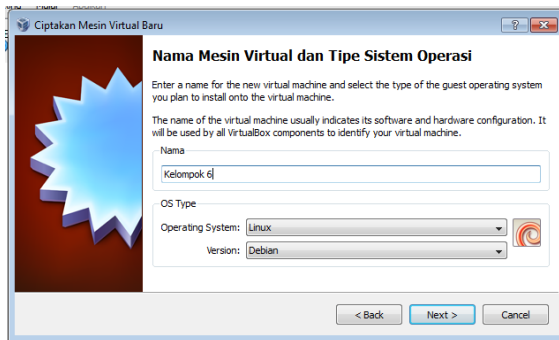 Ciptakan Mesin Virtual Baru
Nama Mesin Virtual dan Tipe Sistem Operasi
Enter a name for the new virtual machine and select the type of the guest operating system
you plan to install onto the virtual machine.
The name of the virtual machine usually indicates its software and hardware configuration. It
will be used by all VirtualBox components to identify your virtual machine.
Nama
Kelompok 6
OS Type
Operating System: Linux
Version: Debian
< Back Next > Cancel